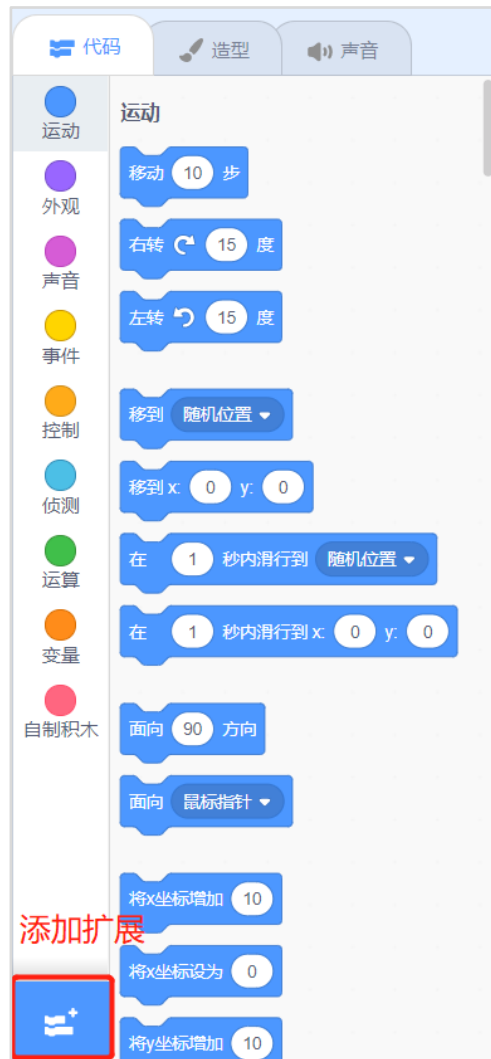 代码 造型 声音
运动
外观
声音
事件
控制
侦测
运算
变量
自制积木
添加扩展
运动
移动 10 步
右转 15 度
左转 15 度
移到 随机位置
移到 x: 0 y: 0
在 1 秒内滑行到 随机位置
在 1 秒内滑行到 x: 0 y: 0
面向 90 方向
面向 鼠标指针
将x坐标增加 10
将x坐标设为 0
将y坐标增加 10